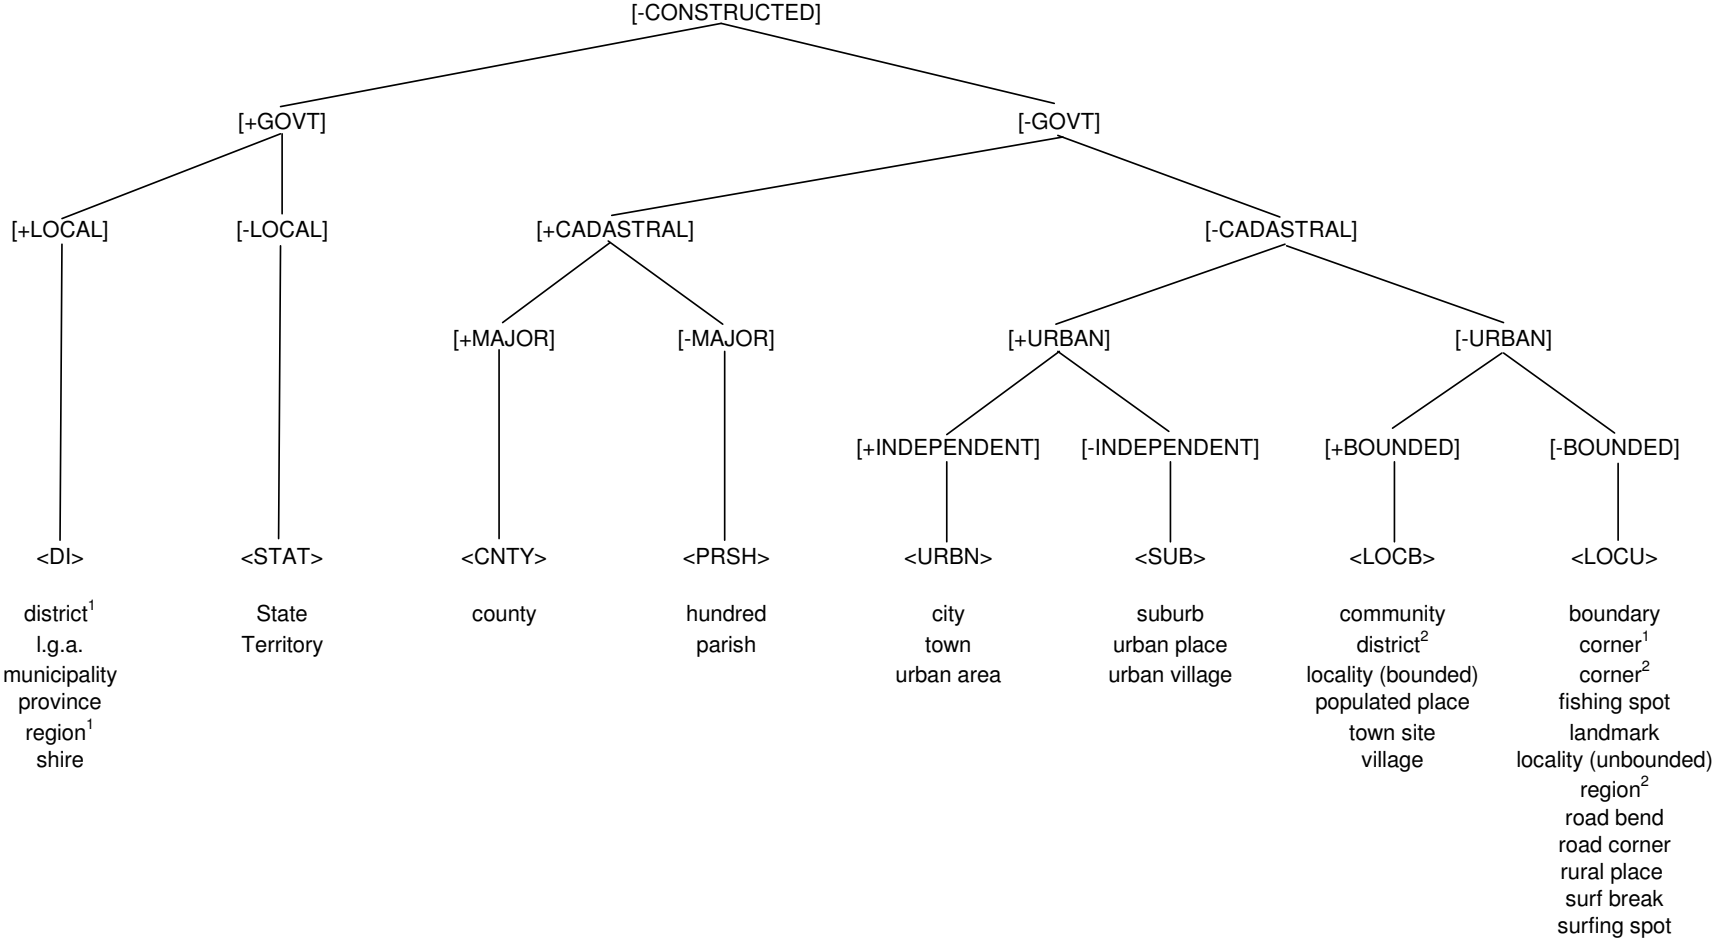 [-CONSTRUCTED]
[+GOVT] [-GOVT]
[+LOCAL] [-LOCAL] [+CADASTRAL] [-CADASTRAL]
[+MAJOR] [-MAJOR] [+URBAN] [-URBAN]
[+INDEPENDENT] [-INDEPENDENT] [+BOUNDED] [-BOUNDED]
<DI> <STAT> <CNTY> <PRSH> <URBN> <SUB> <LOCB> <LOCU>
district¹ State county hundred city suburb community boundary
l.g.a. Territory parish town urban place district² corner¹
municipality urban area urban village locality (bounded) corner²
province populated place fishing spot
region¹ town site landmark
shire village locality (unbounded)
region²
road bend
road corner
rural place
surf break
surfing spot